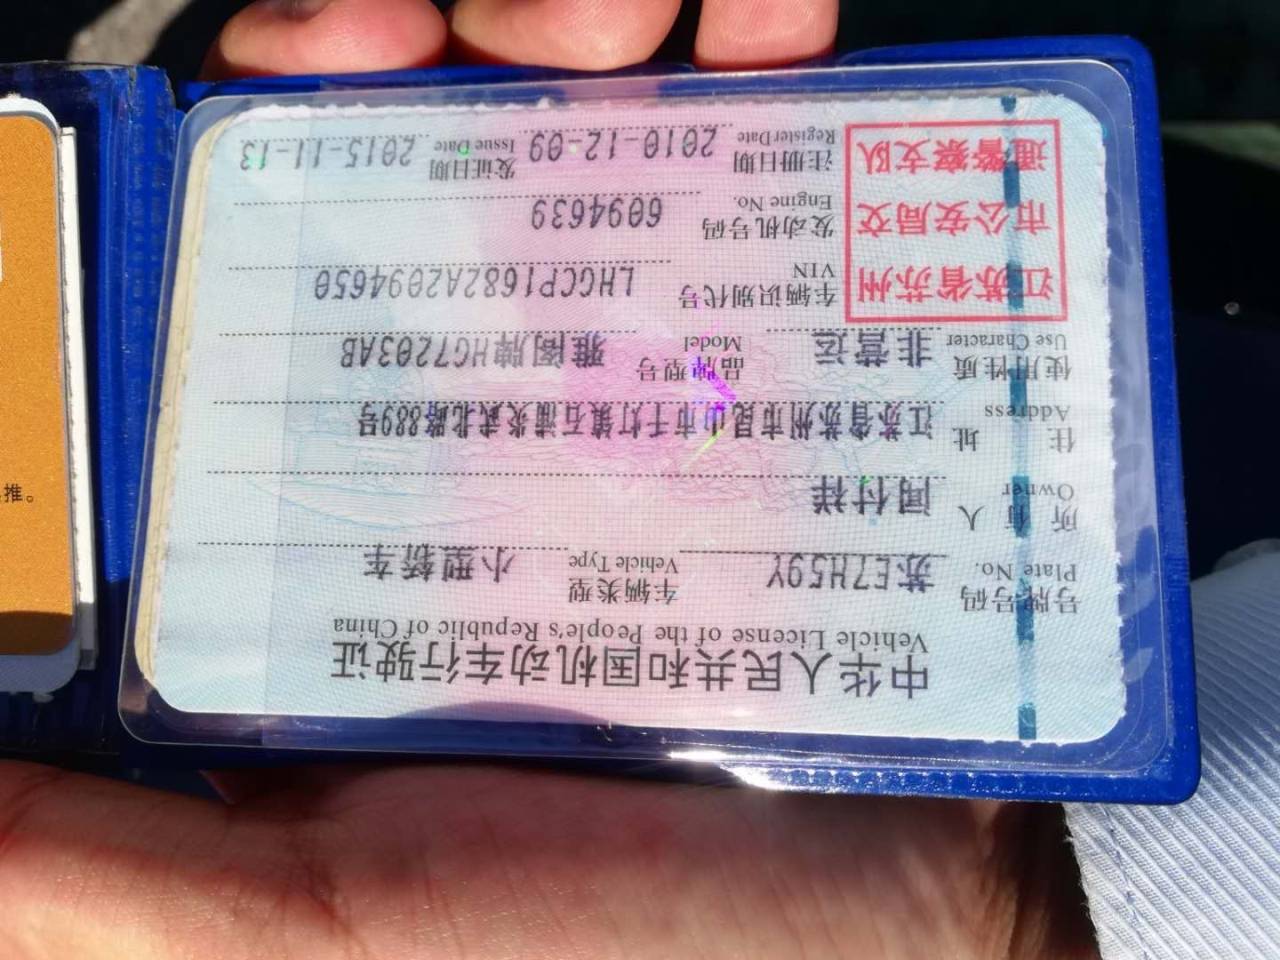 中华人民共和国机动车行驶证
Vehicle License of the People's Republic of China
号牌号码 苏E7H59Y 车辆类型 小型轿车
Plate No. Vehicle Type
所有人 周付祥
Owner
住址 江苏省苏州市昆山市千灯镇石浦炎武北路889号
Address
使用性质 非营运 品牌型号 雅阁牌HG7203AB
Use Character Model
江苏省苏州
市公安局交
通警察支队
车辆识别代号 LHGCP1682A2094650
VIN
发动机号码 6094639
Engine No.
注册日期 2010-12-09 发证日期 2015-11-13
Register Date Issue Date
推。